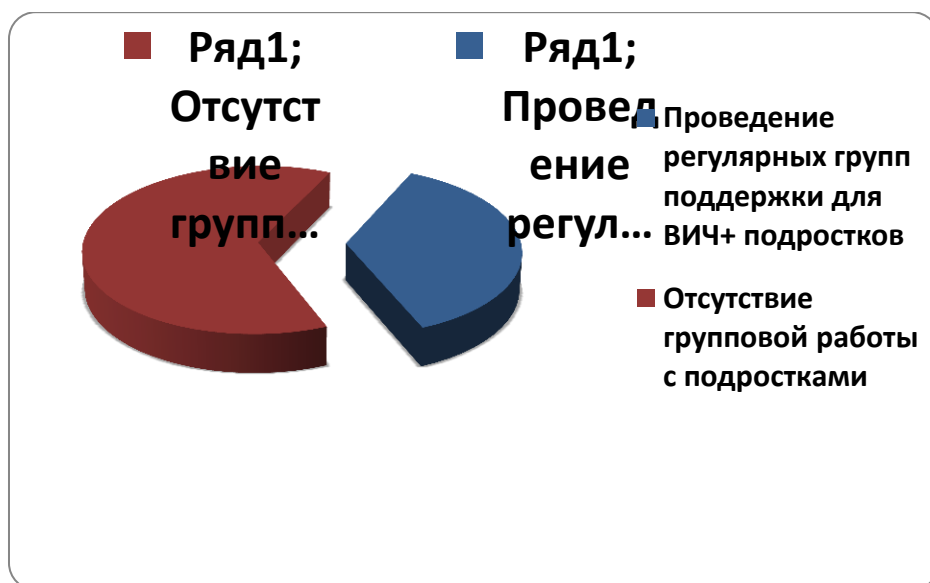 Ряд1;
Отсутст
вие
групп...
Ряд1;
Провед
ение
регул...
Проведение
регулярных групп
поддержки для
ВИЧ+ подростков
Отсутствие
групповой работы
с подростками